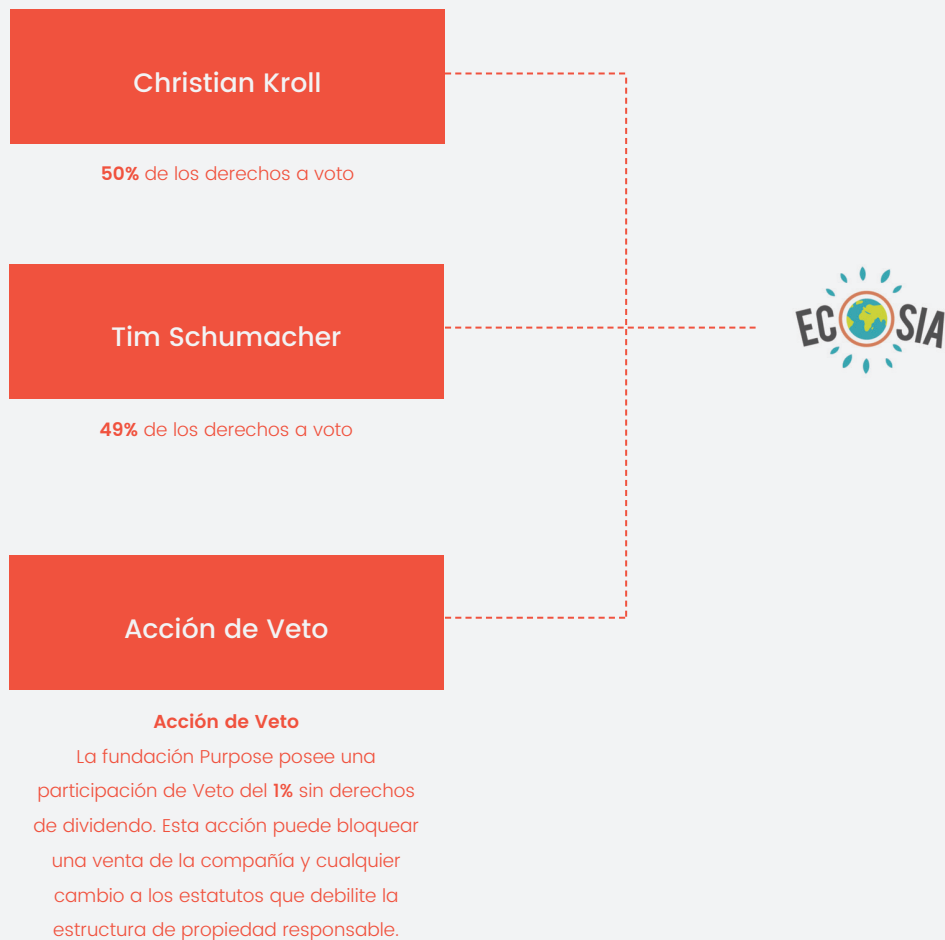 Christian Kroll
50% de los derechos a voto
Tim Schumacher
ECOSIA
49% de los derechos a voto
Acción de Veto
Acción de Veto
La fundación Purpose posee una
participación de Veto del 1% sin derechos
de dividendo. Esta acción puede bloquear
una venta de la compañía y cualquier
cambio a los estatutos que debilite la
estructura de propiedad responsable.